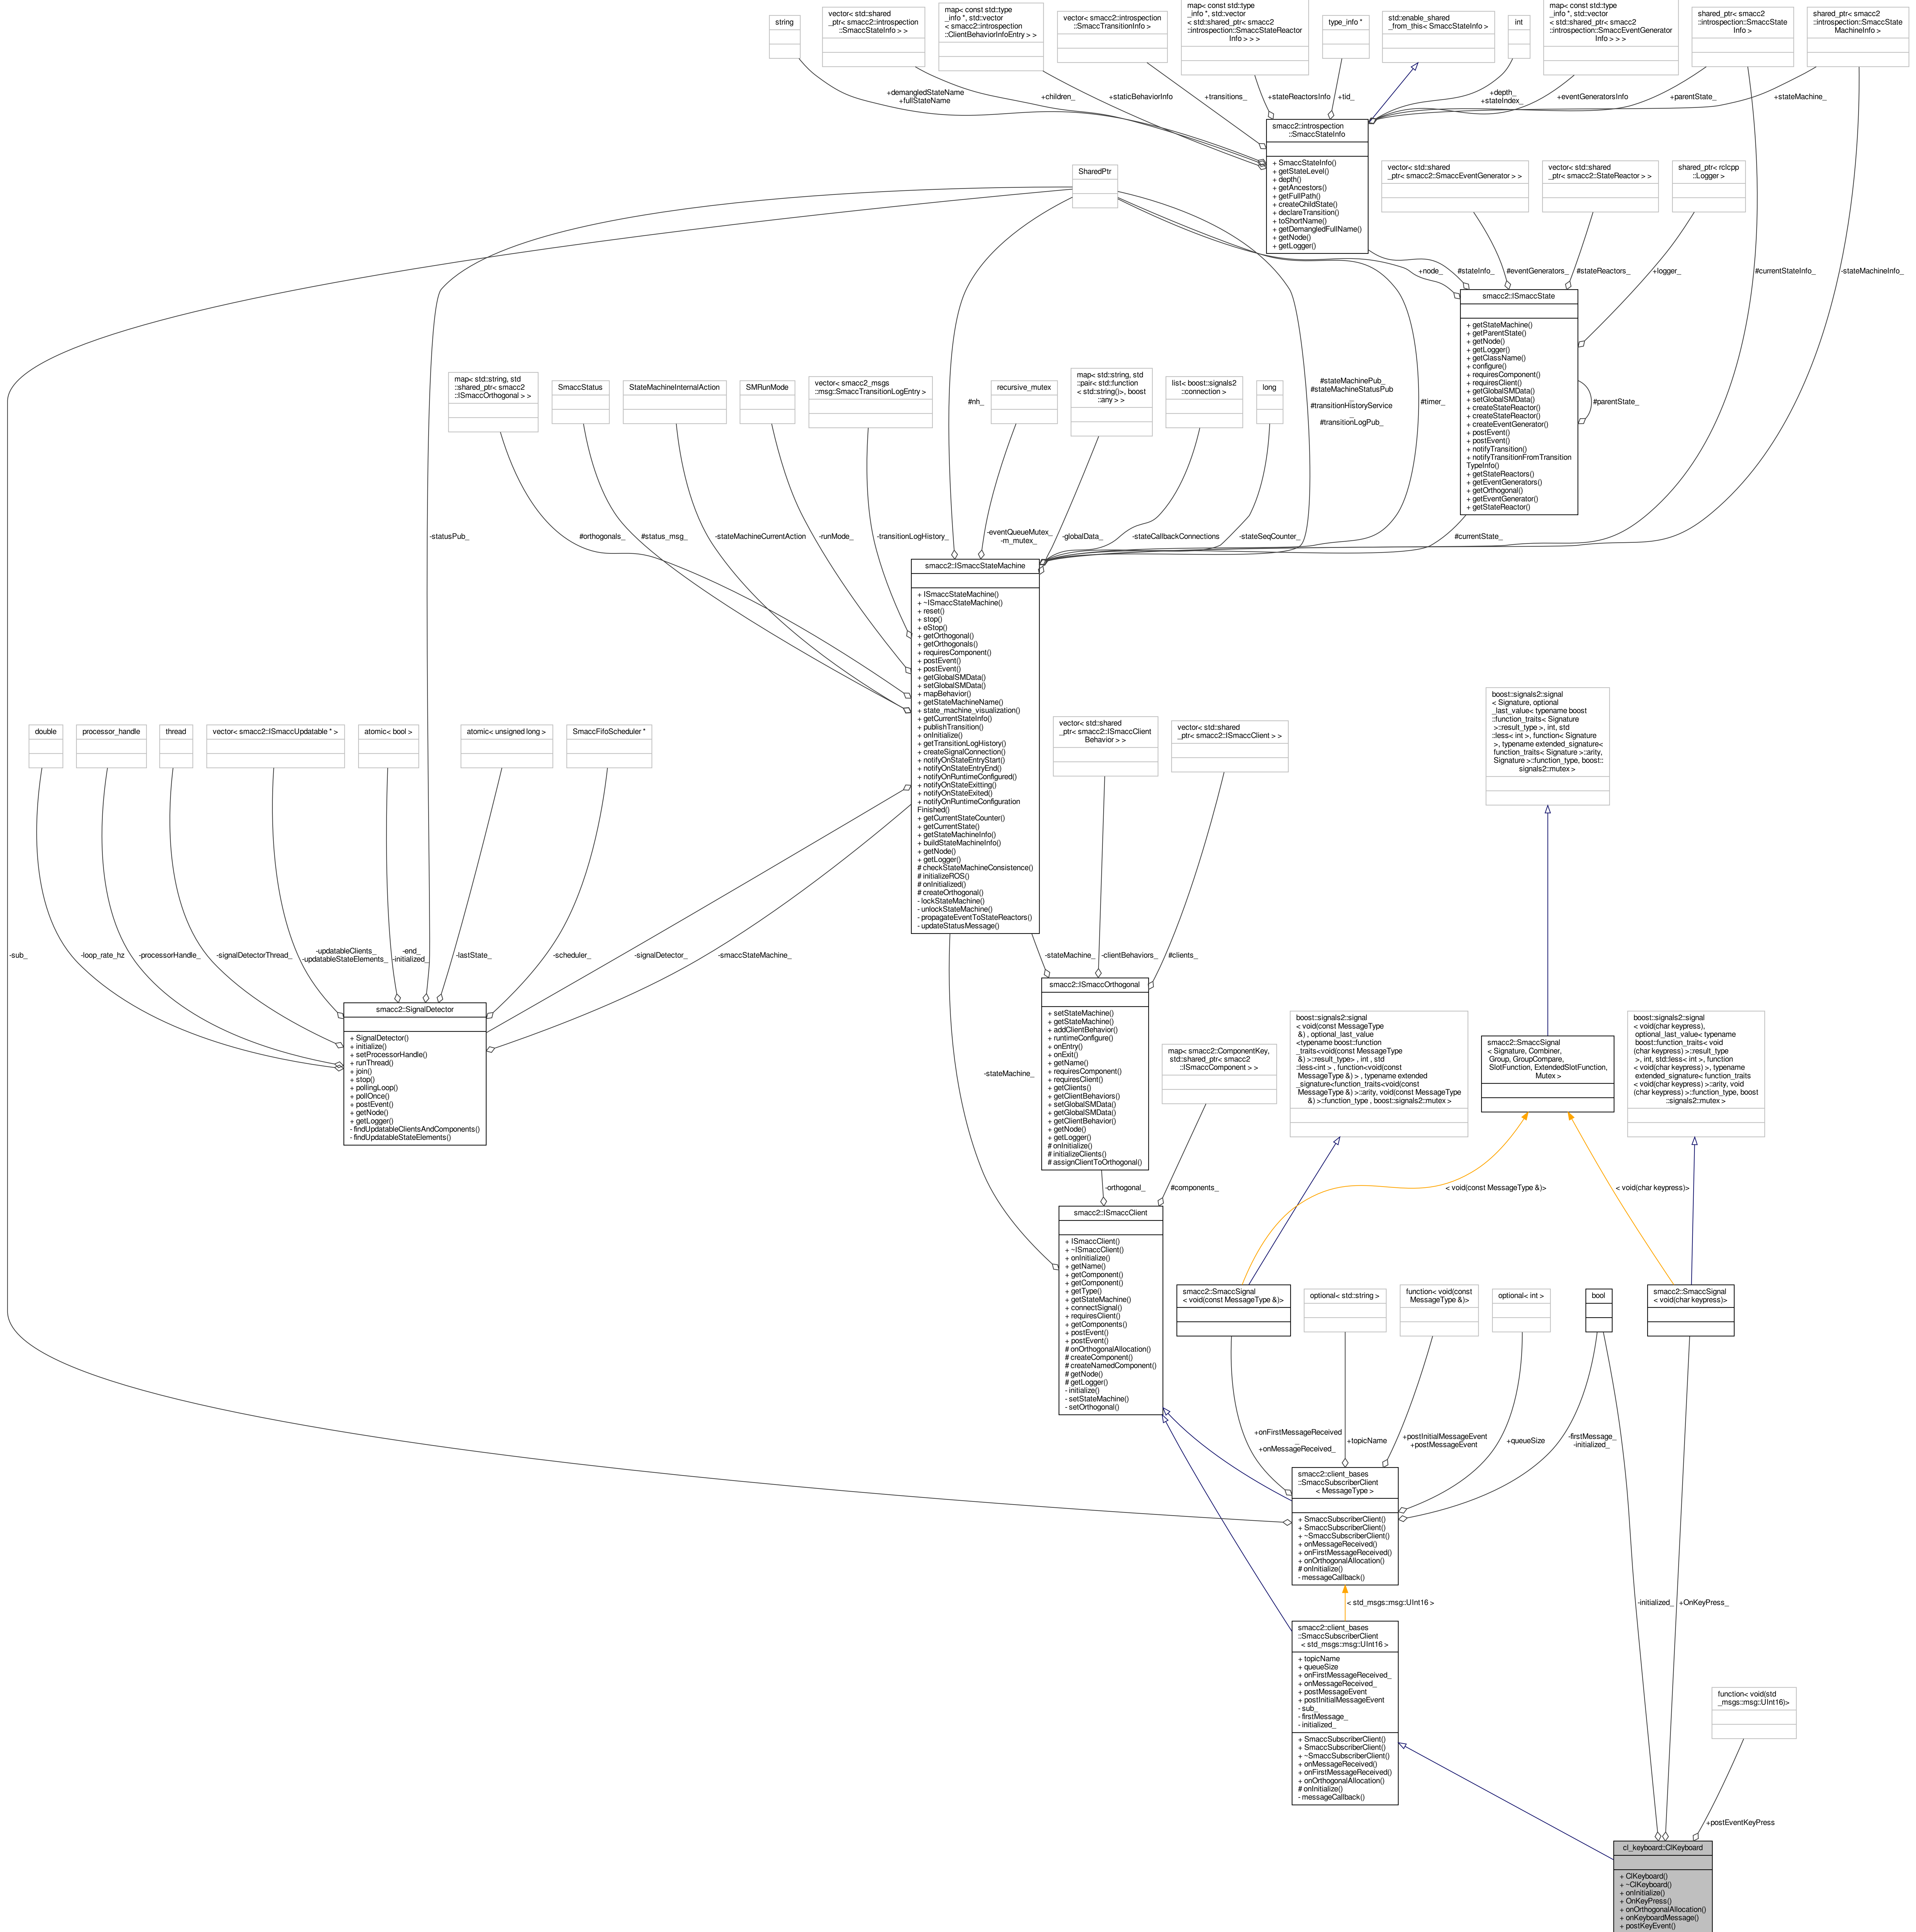 string
vector< std::shared
_ptr< smacc2::introspection
::SmaccStateInfo > >
map< const std::type
_info *, std::vector
< smacc2::introspection
::ClientBehaviorInfoEntry > >
vector< smacc2::introspection
::SmaccTransitionInfo >
map< const std::type
_info *, std::vector
< std::shared_ptr< smacc2
::introspection::SmaccStateReactor
Info > > >
type_info *
std::enable_shared
_from_this< SmaccStateInfo >
int
map< const std::type
_info *, std::vector
< std::shared_ptr< smacc2
::introspection::SmaccEventGenerator
Info > > >
shared_ptr< smacc2
::introspection::SmaccState
Info >
shared_ptr< smacc2
::introspection::SmaccState
MachineInfo >
+demangledStateName
+fullStateName
+children_
+staticBehaviorInfo
+transitions_
+stateReactorsInfo
+tid_
+depth_
+stateIndex_
+eventGeneratorsInfo
+parentState_
+stateMachine_
smacc2::introspection
::SmaccStateInfo
+ SmaccStateInfo()
+ getStateLevel()
+ depth()
+ getAncestors()
+ getFullPath()
+ createChildState()
+ declareTransition()
+ toShortName()
+ getDemangledFullName()
+ getNode()
+ getLogger()
SharedPtr
vector< std::shared
_ptr< smacc2::SmaccEventGenerator > >
vector< std::shared
_ptr< smacc2::StateReactor > >
shared_ptr< rclcpp
::Logger >
+node_
#stateInfo_
#eventGenerators_
#stateReactors_
+logger_
#currentStateInfo_
-stateMachineInfo_
smacc2::ISmaccState
+ getStateMachine()
+ getParentState()
+ getNode()
+ getLogger()
+ getClassName()
+ configure()
+ requiresComponent()
+ requiresClient()
+ getGlobalSMData()
+ setGlobalSMData()
+ createStateReactor()
+ createStateReactor()
+ createEventGenerator()
+ postEvent()
+ postEvent()
+ notifyTransition()
+ notifyTransitionFromTransition
TypeInfo()
+ getStateReactors()
+ getEventGenerators()
+ getOrthogonal()
+ getEventGenerator()
+ getStateReactor()
#parentState_
map< std::string, std
::shared_ptr< smacc2
::ISmaccOrthogonal > >
SmaccStatus
StateMachineInternalAction
SMRunMode
vector< smacc2_msgs
::msg::SmaccTransitionLogEntry >
#nh_
recursive_mutex
map< std::string, std
::pair< std::function
< std::string()>, boost
::any > >
list< boost::signals2
::connection >
long
#stateMachinePub_
#stateMachineStatusPub
_
#transitionHistoryService
_
#transitionLogPub_
#timer_
-statusPub_
#orthogonals_
#status_msg_
-stateMachineCurrentAction
-runMode_
-transitionLogHistory_
-eventQueueMutex_
-m_mutex_
-globalData_
-stateCallbackConnections
-stateSeqCounter_
#currentState_
smacc2::ISmaccStateMachine
+ ISmaccStateMachine()
+ ~ISmaccStateMachine()
+ reset()
+ stop()
+ eStop()
+ getOrthogonal()
+ getOrthogonals()
+ requiresComponent()
+ postEvent()
+ postEvent()
+ getGlobalSMData()
+ setGlobalSMData()
+ mapBehavior()
+ getStateMachineName()
+ state_machine_visualization()
+ getCurrentStateInfo()
+ publishTransition()
+ onInitialize()
+ getTransitionLogHistory()
+ createSignalConnection()
+ notifyOnStateEntryStart()
+ notifyOnStateEntryEnd()
+ notifyOnRuntimeConfigured()
+ notifyOnStateExitting()
+ notifyOnStateExited()
+ notifyOnRuntimeConfiguration
Finished()
+ getCurrentStateCounter()
+ getCurrentState()
+ getStateMachineInfo()
+ buildStateMachineInfo()
+ getNode()
+ getLogger()
# checkStateMachineConsistence()
# initializeROS()
# onInitialized()
# createOrthogonal()
- lockStateMachine()
- unlockStateMachine()
- propagateEventToStateReactors()
- updateStatusMessage()
double
processor_handle
thread
vector< smacc2::ISmaccUpdatable * >
atomic< bool >
atomic< unsigned long >
SmaccFifoScheduler *
vector< std::shared
_ptr< smacc2::ISmaccClient
Behavior > >
vector< std::shared
_ptr< smacc2::ISmaccClient > >
boost::signals2::signal
< Signature, optional
_last_value< typename boost
::function_traits< Signature
>::result_type >, int, std
::less< int >, function< Signature
>, typename extended_signature<
function_traits< Signature >::arity,
Signature >::function_type, boost::
signals2::mutex >
-sub_
-loop_rate_hz
-processorHandle_
-signalDetectorThread_
-updatableClients_
-updatableStateElements_
-end_
-initialized_
-lastState_
-scheduler_
-signalDetector_
-smaccStateMachine_
-stateMachine_
-clientBehaviors_
#clients_
smacc2::SignalDetector
+ SignalDetector()
+ initialize()
+ setProcessorHandle()
+ runThread()
+ join()
+ stop()
+ pollingLoop()
+ pollOnce()
+ postEvent()
+ getNode()
+ getLogger()
- findUpdatableClientsAndComponents()
- findUpdatableStateElements()
smacc2::ISmaccOrthogonal
+ setStateMachine()
+ getStateMachine()
+ addClientBehavior()
+ runtimeConfigure()
+ onEntry()
+ onExit()
+ getName()
+ requiresComponent()
+ requiresClient()
+ getClients()
+ getClientBehaviors()
+ setGlobalSMData()
+ getGlobalSMData()
+ getClientBehavior()
+ getNode()
+ getLogger()
# onInitialize()
# initializeClients()
# assignClientToOrthogonal()
map< smacc2::ComponentKey,
std::shared_ptr< smacc2
::ISmaccComponent > >
boost::signals2::signal
< void(const MessageType
&) , optional_last_value
<typename boost::function
_traits<void(const MessageType
&) >::result_type> , int , std
::less<int > , function<void(const
MessageType &) > , typename extended
_signature<function_traits<void(const
MessageType &) >::arity, void(const MessageType
&) >::function_type , boost::signals2::mutex >
smacc2::SmaccSignal
< Signature, Combiner,
Group, GroupCompare,
SlotFunction, ExtendedSlotFunction,
Mutex >
boost::signals2::signal
< void(char keypress),
optional_last_value< typename
boost::function_traits< void
(char keypress) >::result_type
>, int, std::less< int >, function
< void(char keypress) >, typename
extended_signature< function_traits
< void(char keypress) >::arity, void
(char keypress) >::function_type, boost
::signals2::mutex >
-stateMachine_
-orthogonal_
#components_
< void(const MessageType &)>
< void(char keypress)>
smacc2::ISmaccClient
+ ISmaccClient()
+ ~ISmaccClient()
+ onInitialize()
+ getName()
+ getComponent()
+ getComponent()
+ getType()
+ getStateMachine()
+ connectSignal()
+ requiresClient()
+ getComponents()
+ postEvent()
+ postEvent()
# onOrthogonalAllocation()
# createComponent()
# createNamedComponent()
# getNode()
# getLogger()
- initialize()
- setStateMachine()
- setOrthogonal()
smacc2::SmaccSignal
< void(const MessageType &)>
optional< std::string >
function< void(const
MessageType &)>
optional< int >
bool
smacc2::SmaccSignal
< void(char keypress)>
+onFirstMessageReceived
_
+onMessageReceived_
+topicName
+postInitialMessageEvent
+postMessageEvent
+queueSize
-firstMessage_
-initialized_
smacc2::client_bases
::SmaccSubscriberClient
< MessageType >
+ SmaccSubscriberClient()
+ SmaccSubscriberClient()
+ ~SmaccSubscriberClient()
+ onMessageReceived()
+ onFirstMessageReceived()
+ onOrthogonalAllocation()
# onInitialize()
- messageCallback()
< std_msgs::msg::UInt16 >
-initialized_
+OnKeyPress_
smacc2::client_bases
::SmaccSubscriberClient
< std_msgs::msg::UInt16 >
+ topicName
+ queueSize
+ onFirstMessageReceived_
+ onMessageReceived_
+ postMessageEvent
+ postInitialMessageEvent
- sub_
- firstMessage_
- initialized_
+ SmaccSubscriberClient()
+ SmaccSubscriberClient()
+ ~SmaccSubscriberClient()
+ onMessageReceived()
+ onFirstMessageReceived()
+ onOrthogonalAllocation()
# onInitialize()
- messageCallback()
function< void(std
_msgs::msg::UInt16)>
+postEventKeyPress
cl_keyboard::ClKeyboard
+ ClKeyboard()
+ ~ClKeyboard()
+ onInitialize()
+ OnKeyPress()
+ onOrthogonalAllocation()
+ onKeyboardMessage()
+ postKeyEvent()